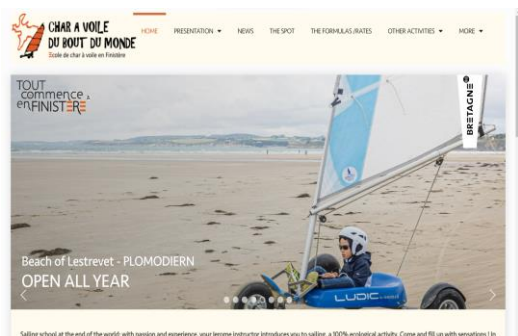 CHAR A VOILE
DU BOUT DU MONDE
Ecole de char à voile en Finistère
HOME PRESENTATION NEWS THE SPOT THE FORMULAS /RATES OTHER ACTIVITIES MORE
TOUT
commence
en FINISTÈRE
BRETAGNE
LUDIC
Beach of Lestrevet - PLOMODIERN
OPEN ALL YEAR
Sailing school at the end of the world: with passion and experience, your Jerome instructor introduces you to sailing, a 100% ecological activity. Come and fill up with sensations ! In